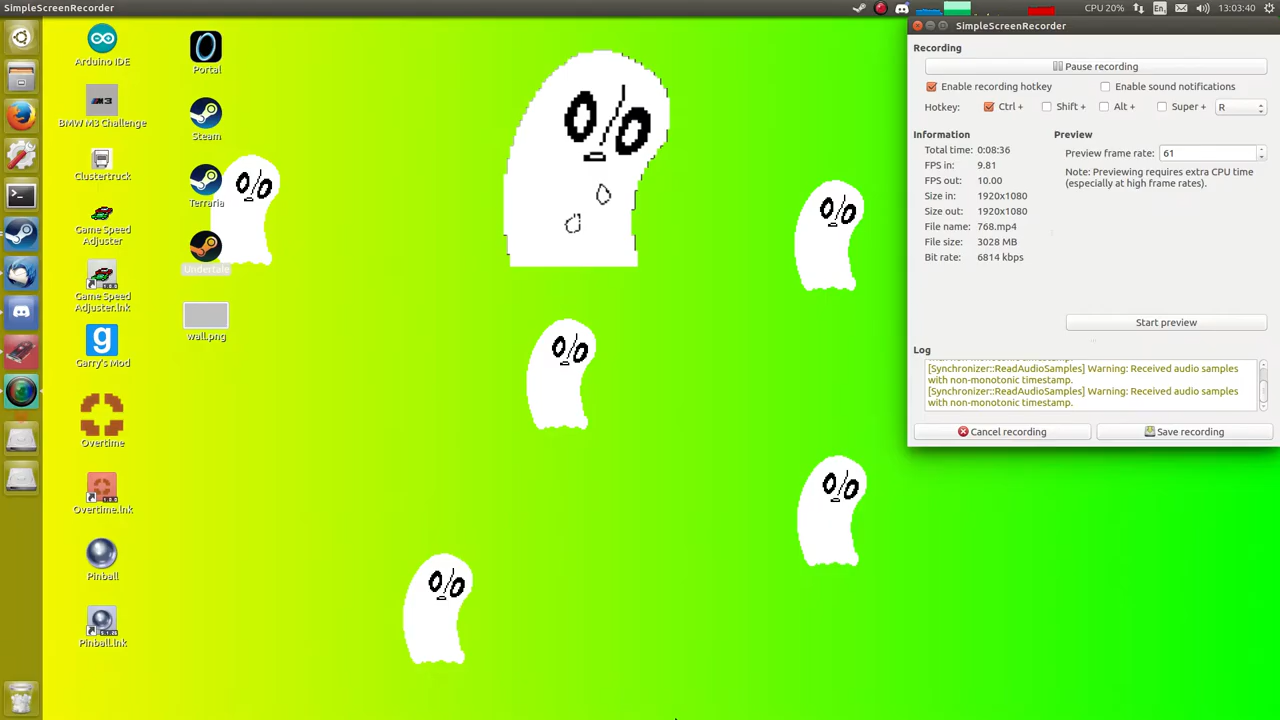 SimpleScreenRecorder
CPU 20%
En
13:03:40
Arduino IDE
BMW M3 Challenge
Clustertruck
Game Speed
Adjuster
Game Speed
Adjuster.lnk
Garry's Mod
Overtime
Overtime.lnk
Pinball
Pinball.lnk
Portal
Steam
Terraria
Undertale
wall.png
SimpleScreenRecorder
Recording
Pause recording
Enable recording hotkey
Enable sound notifications
Hotkey: Ctrl + Shift + Alt + Super + R
Information
Total time: 0:08:36
FPS in: 9.81
FPS out: 10.00
Size in: 1920x1080
Size out: 1920x1080
File name: 768.mp4
File size: 3028 MB
Bit rate: 6814 kbps
Preview
Preview frame rate: 61
Note: Previewing requires extra CPU time
(especially at high frame rates).
Start preview
Log
with non-monotonic timestamp.
[Synchronizer::ReadAudioSamples] Warning: Received audio samples
with non-monotonic timestamp.
[Synchronizer::ReadAudioSamples] Warning: Received audio samples
with non-monotonic timestamp.
Cancel recording
Save recording